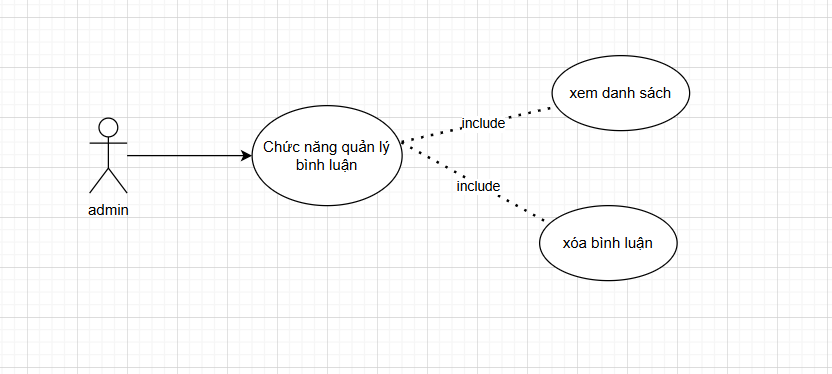 admin
Chức năng quản lý
bình luận
include
xem danh sách
include
xóa bình luận